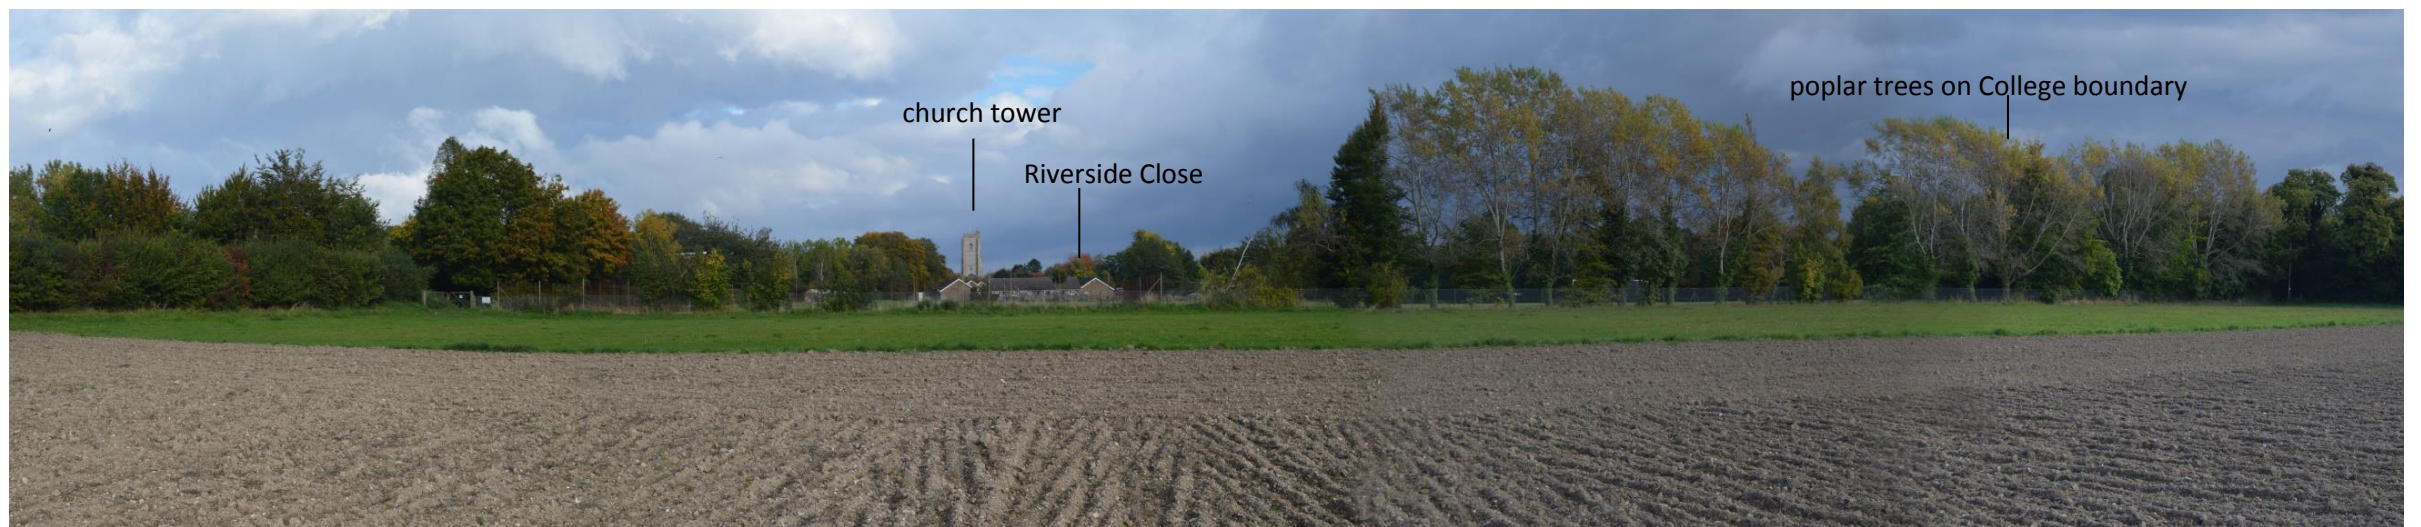 church tower
Riverside Close
poplar trees on College boundary